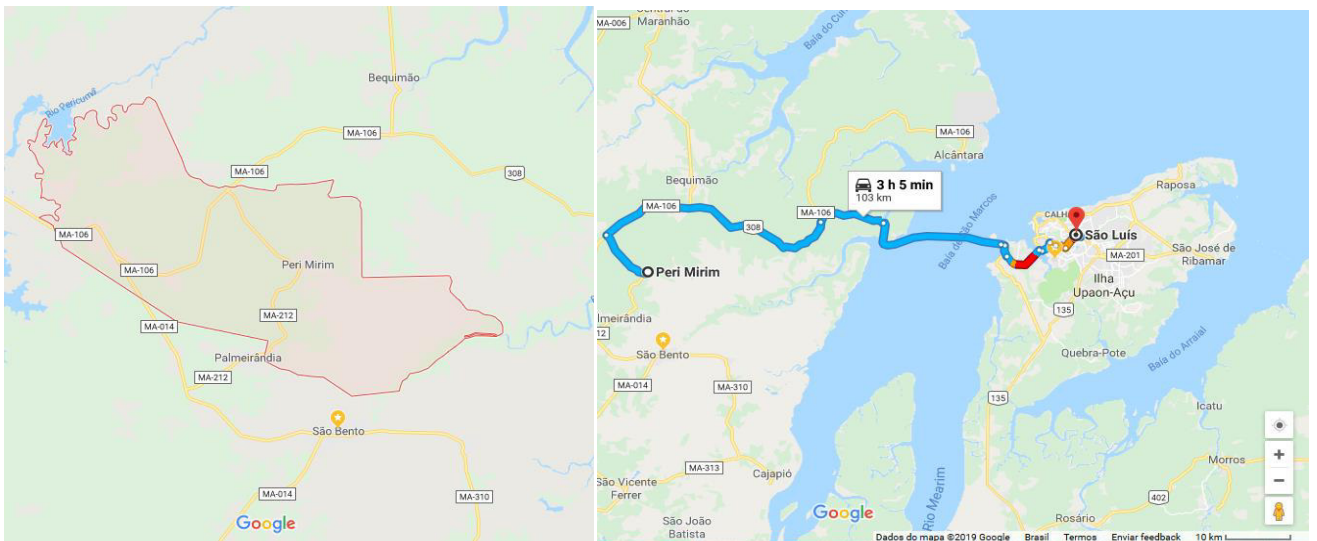 Bequimão
Rio Pericumã
MA-106
MA-106
308
MA-106
Peri Mirim
MA-106
MA-212
MA-014
Palmeirândia
MA-212
São Bento
MA-014
MA-310
Google
MA-006
Central do
Maranhão
MA-106
Alcântara
Bequimão
3 h 5 min
103 km
Raposa
MA-106
MA-106
308
Baía de São Marcos
CALH
São Luís
São José de
Ribamar
MA-201
Peri Mirim
Ilha
Upaon-Açu
135
lmeirândia
12
São Bento
Quebra-Pote
Baía do Arraial
MA-014
MA-310
135
Icatu
MA-313
Cajapió
Morros
São Vicente
Ferrer
402
Rio Mearim
Google
Rosário
São João
Batista
Dados do mapa ©2019 Google Brasil Termos Enviar feedback 10 km